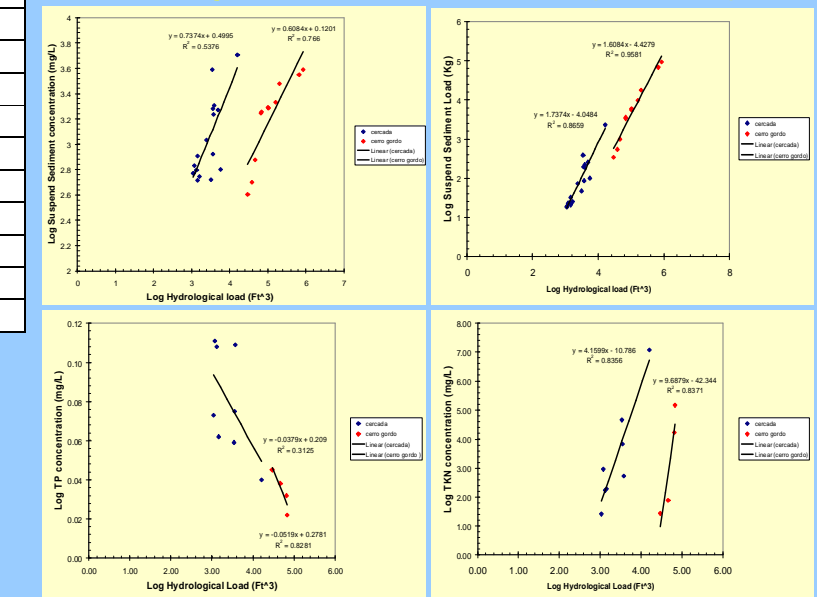 y = 0.7374x + 0.4995
R² = 0.5376
y = 0.6084x + 0.1201
R² = 0.766
Log Suspend Sediment concentration (mg/L)
4
3.8
3.6
3.4
3.2
3
2.8
2.6
2.4
2.2
2
0 1 2 3 4 5 6 7
Log Hydrological load (Ft^3)
cercada
cerro gordo
Linear (cercada)
Linear (cerro gordo)
y = 1.6084x - 4.4279
R² = 0.9581
y = 1.7374x - 4.0484
R² = 0.8659
Log Suspend Sediment Load (Kg)
6
5
4
3
2
1
0
0 2 4 6 8
Log Hydrological load (Ft^3)
cercada
cerro gordo
Linear (cercada)
Linear (cerro gordo)
Log TP concentration (mg/L)
0.12
0.10
0.08
0.06
0.04
0.02
0.00
y = -0.0379x + 0.209
R² = 0.3125
y = -0.0519x + 0.2781
R² = 0.8281
0.00 1.00 2.00 3.00 4.00 5.00 6.00
Log Hydrological Load (Ft^3)
cercada
cerro gordo
Linear (cercada)
Linear (cerro gordo )
Log TKN concentration (mg/L)
8.00
7.00
6.00
5.00
4.00
3.00
2.00
1.00
0.00
y = 4.1599x - 10.786
R² = 0.8356
y = 9.6879x - 42.344
R² = 0.8371
0.00 1.00 2.00 3.00 4.00 5.00 6.00
Log Hydrological Load (Ft^3)
cercada
cerro gordo
Linear (cercada)
Linear (cerro gordo)